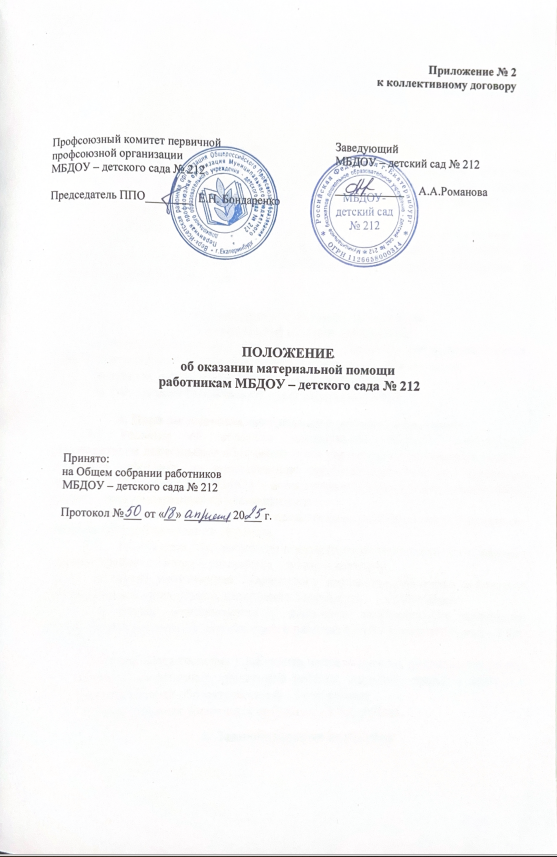 Приложение № 2
к коллективному договору
Профсоюзный комитет первичной
профсоюзной организации
МБДОУ – детского сада № 212
Председатель ППО ________ Е.Н. Бондаренко
Заведующий
МБДОУ – детский сад № 212
А.А.Романова
МБДОУ-
детский сад
№ 212
ОГРН
ПОЛОЖЕНИЕ
об оказании материальной помощи
работникам МБДОУ – детского сада № 212
Принято:
на Общем собрании работников
МБДОУ – детского сада № 212
Протокол № 50 от «18» апреля 2025 г.